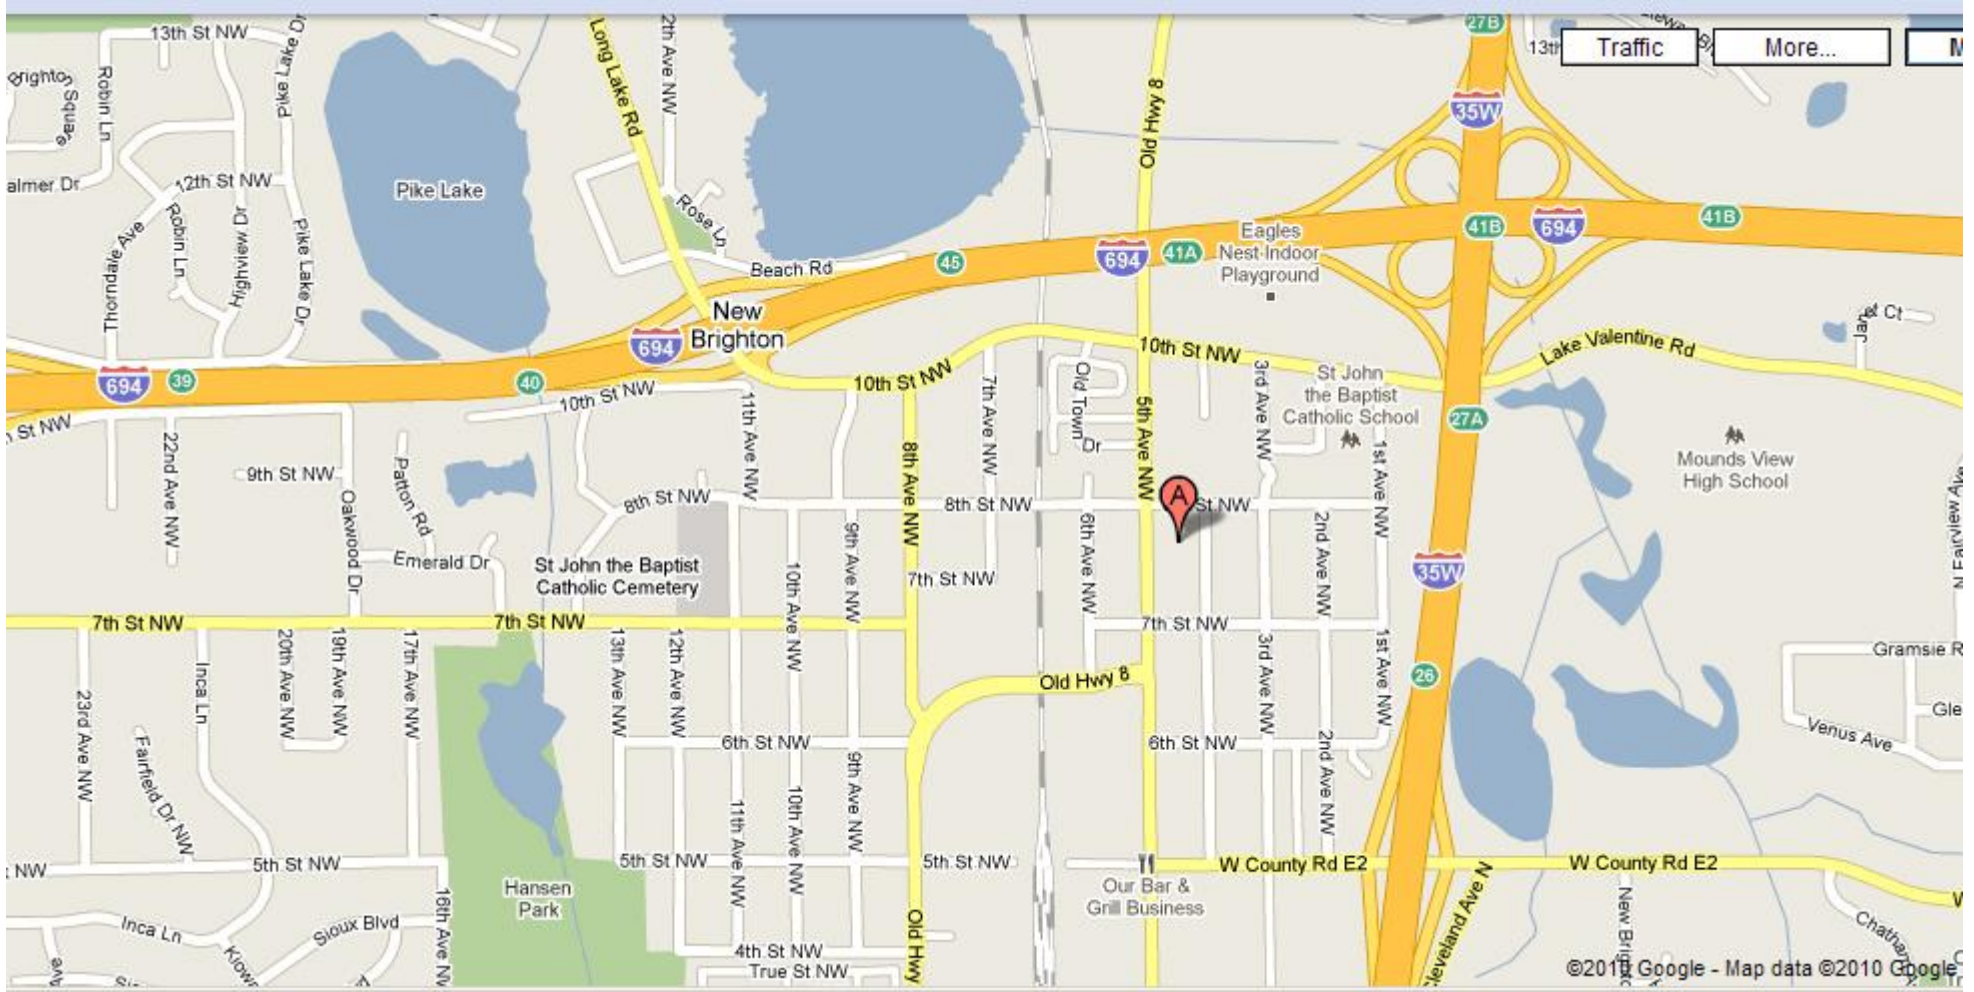 13th St NW
Pike Lake Dr
Long Lake Rd
2th Ave NW
27B
13th
Traffic
More...
M
righto
Square
Robin Ln
35W
Old Hwy 8
almer Dr
12th St NW
Pike Lake
Rose Ln
Robin Ln
Highview Dr
Thorndale Ave
Pike Lake Dr
Beach Rd
45
694
41A
Eagles
Nest Indoor
Playground
41B
694
41B
New
Brighton
694
694
39
40
10th St NW
Lake Valentine Rd
Janet Ct
10th St NW
10th St NW
St NW
11th Ave NW
7th Ave NW
Old Town
Dr
5th Ave NW
3rd Ave NW
St John
the Baptist
Catholic School
27A
1st Ave NW
Mounds View
High School
22nd Ave NW
9th St NW
Oakwood Dr
Patton Rd
8th St NW
8th Ave NW
8th St NW
A
St NW
Emerald Dr
St John the Baptist
Catholic Cemetery
10th Ave NW
9th Ave NW
7th St NW
6th Ave NW
2nd Ave NW
35W
N Fairview Ave
7th St NW
7th St NW
7th St NW
20th Ave NW
19th Ave NW
17th Ave NW
13th Ave NW
12th Ave NW
Inca Ln
23rd Ave NW
Fairfield Dr NW
Old Hwy 8
3rd Ave NW
1st Ave NW
26
Gramsie R
Gle
Venus Ave
6th St NW
6th St NW
2nd Ave NW
9th Ave NW
11th Ave NW
10th Ave NW
NW
5th St NW
5th St NW
5th St NW
W County Rd E2
W County Rd E2
Hansen
Park
Our Bar &
Grill Business
16th Ave N
Old Hwy
Cleveland Ave N
New Bright
W
Inca Ln
Sioux Blvd
Kiow
4th St NW
True St NW
Chatham
©2010 Google - Map data ©2010 Google